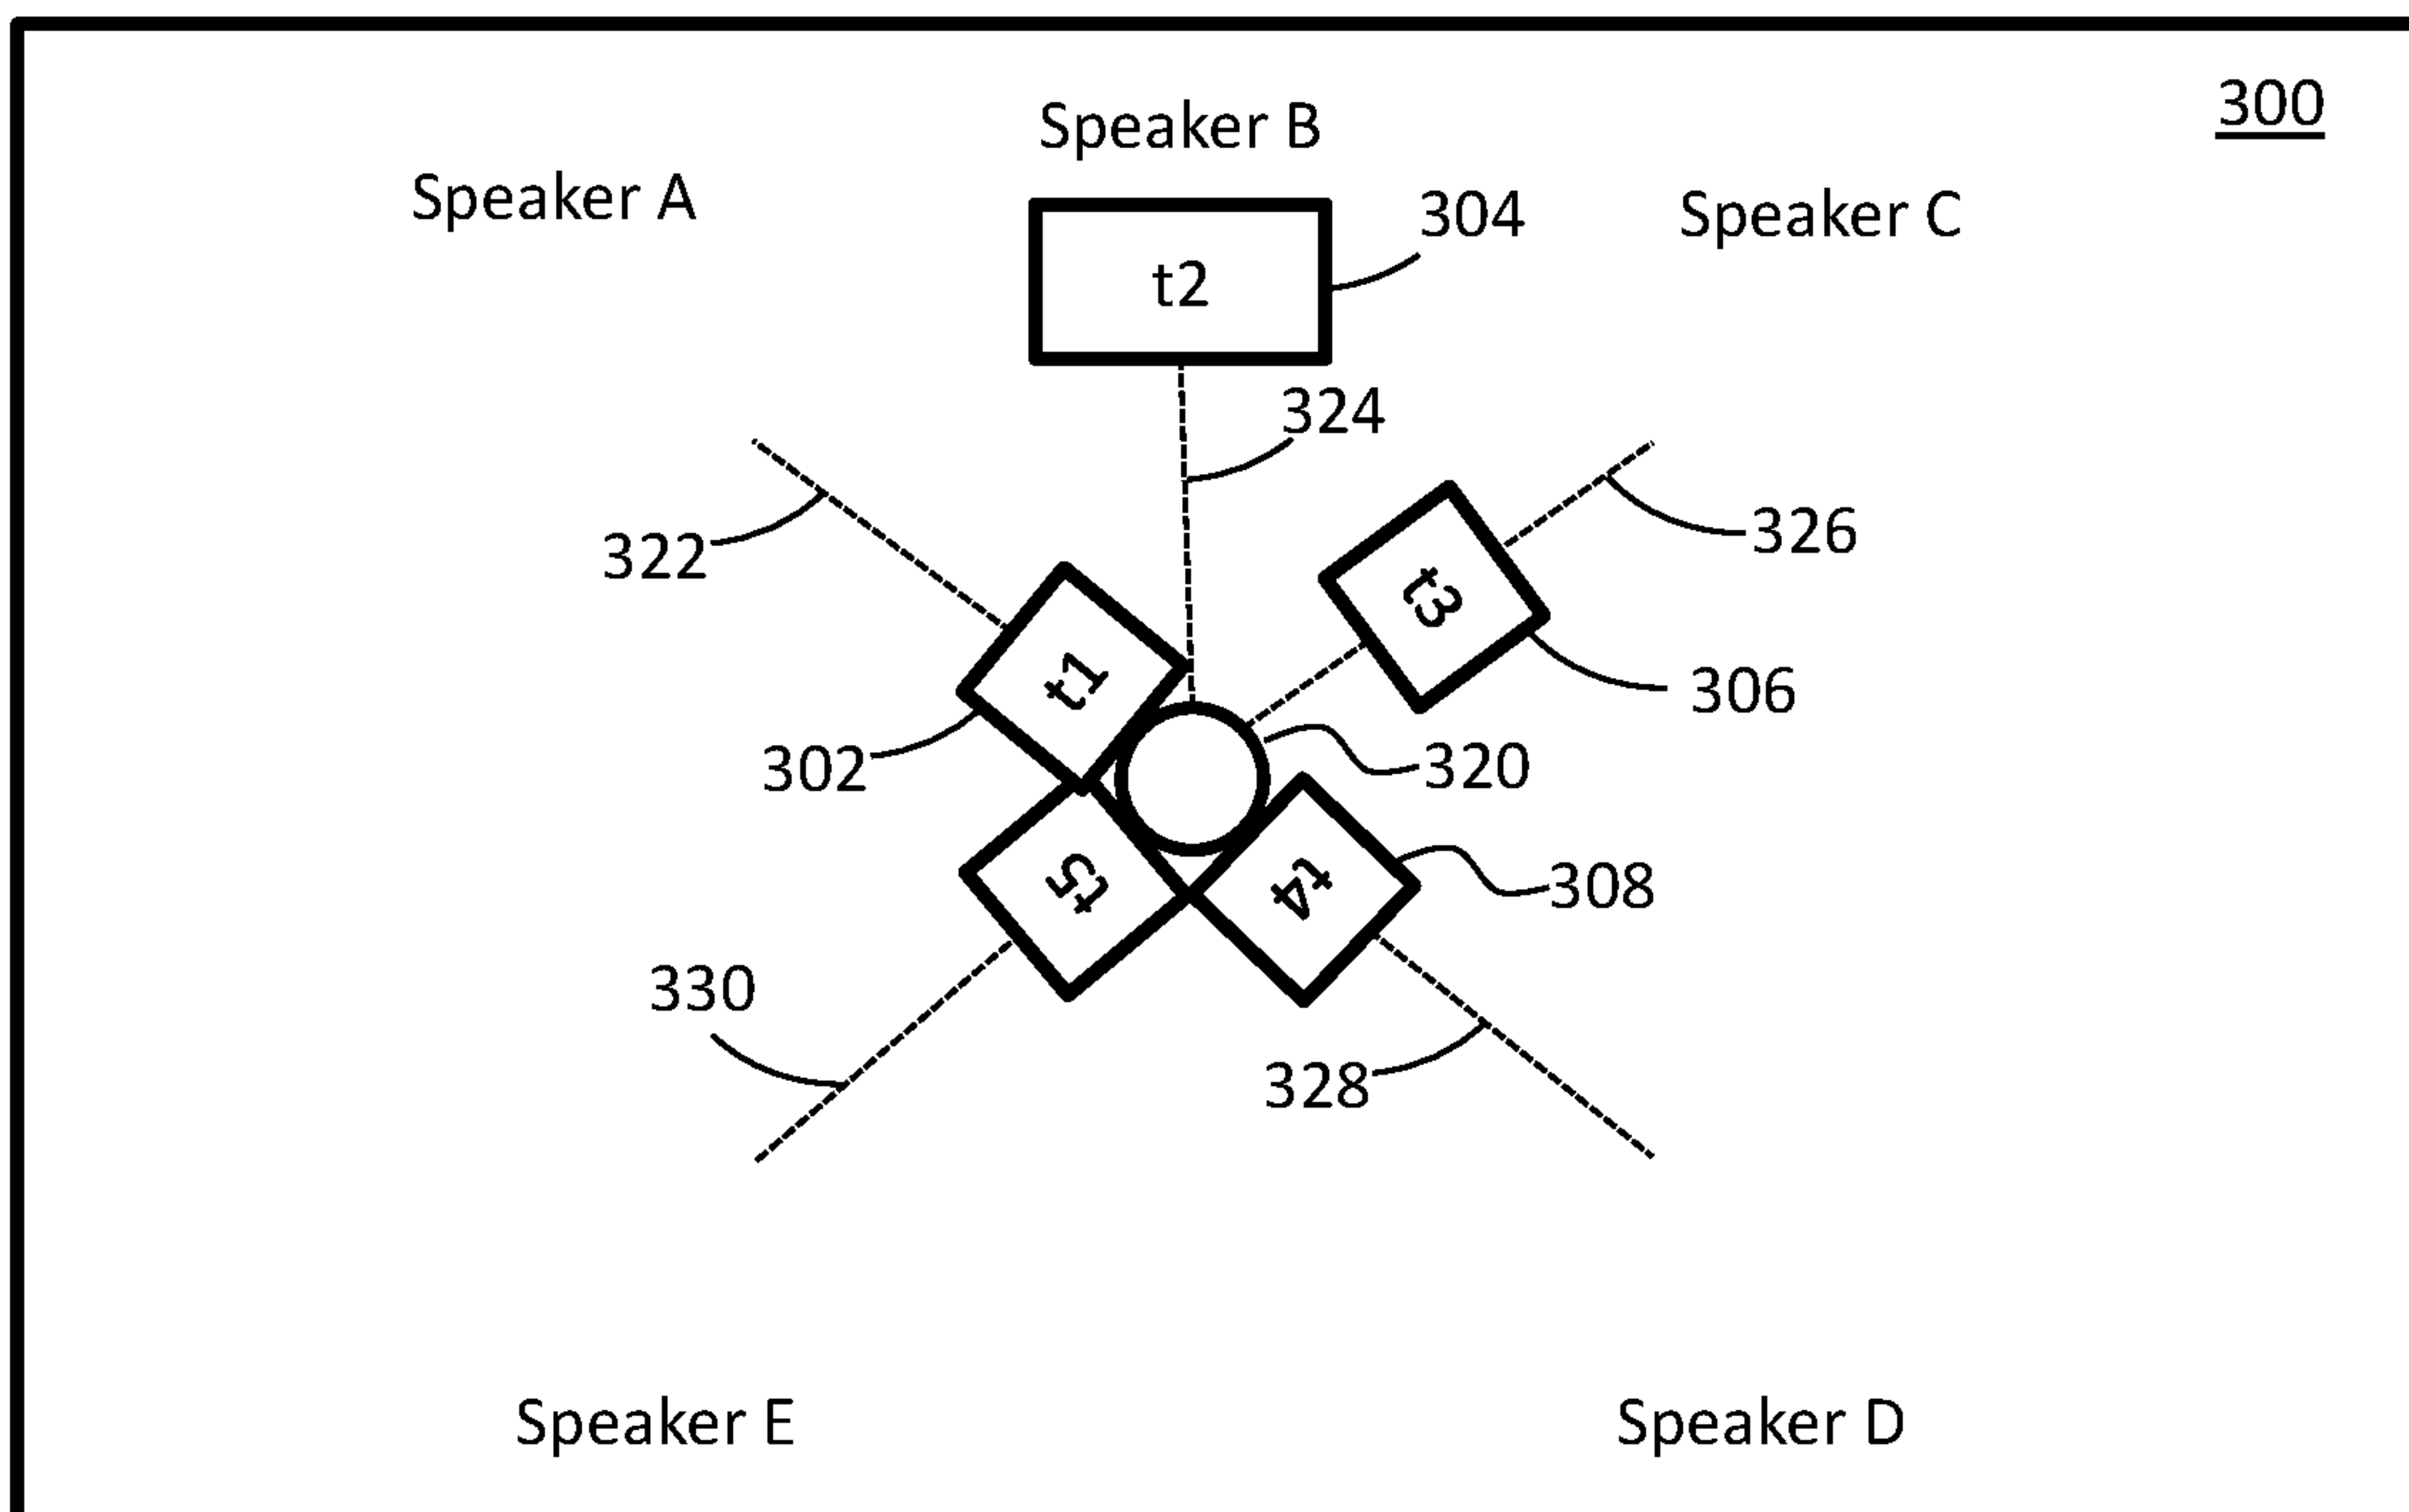 300
Speaker B
Speaker A
304
Speaker C
t2
324
322
326
t3
t1
306
302
320
t5
t4
308
330
328
Speaker E
Speaker D